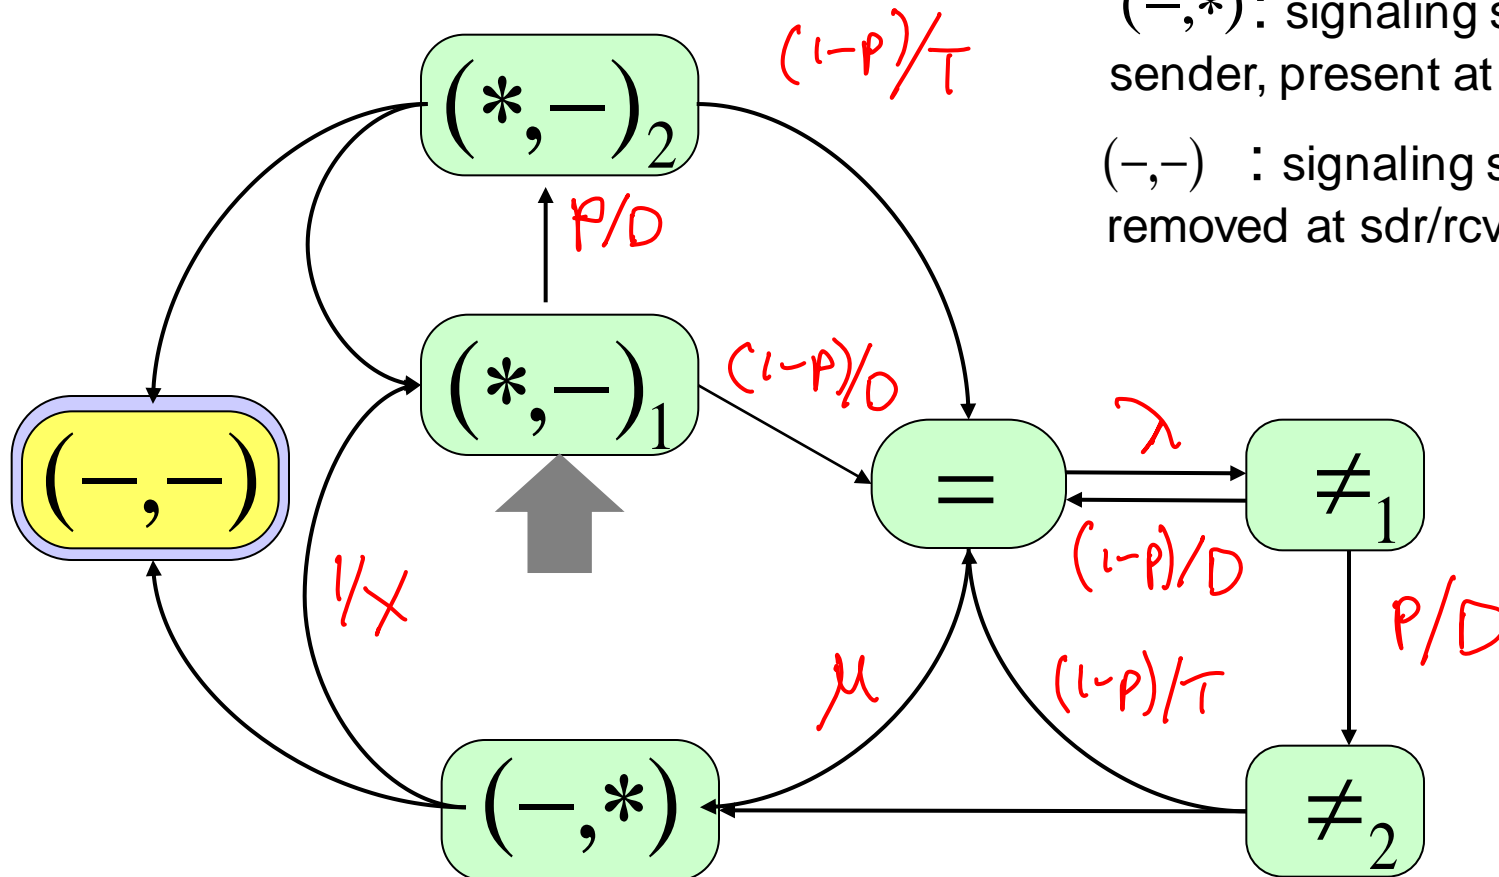 (−,*) : signaling s
sender, present at
(−,−) : signaling s
removed at sdr/rcv
(*,−)₂
(1-p)/T
P/D
(*,−)₁
(1-p)/D
(−,−)
=
λ
≠₁
(1-p)/D
P/D
1/X
μ
(1-p)/T
(−,*)
≠₂